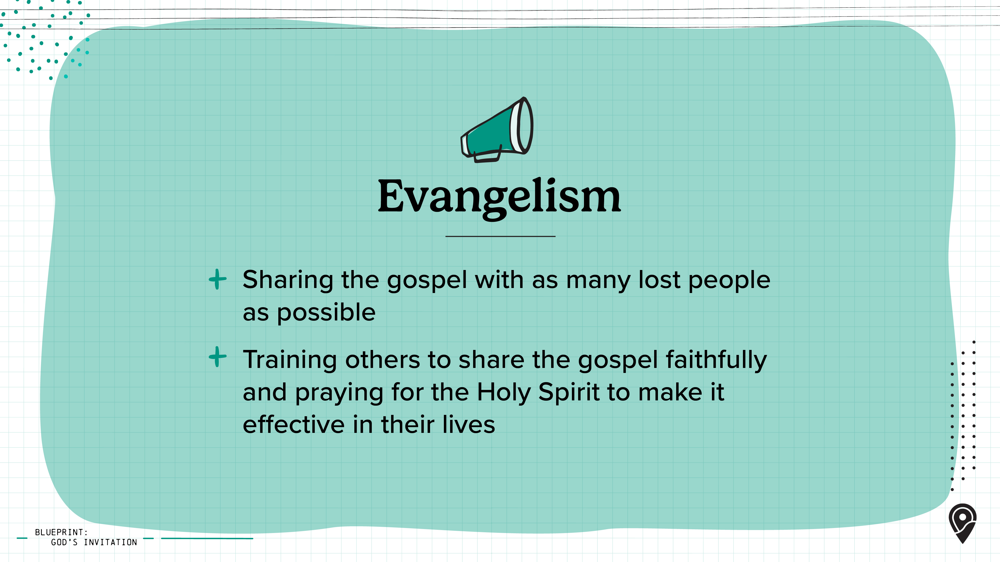 Evangelism
Sharing the gospel with as many lost people
as possible
Training others to share the gospel faithfully
and praying for the Holy Spirit to make it
effective in their lives
BLUEPRINT:
GOD'S INVITATION